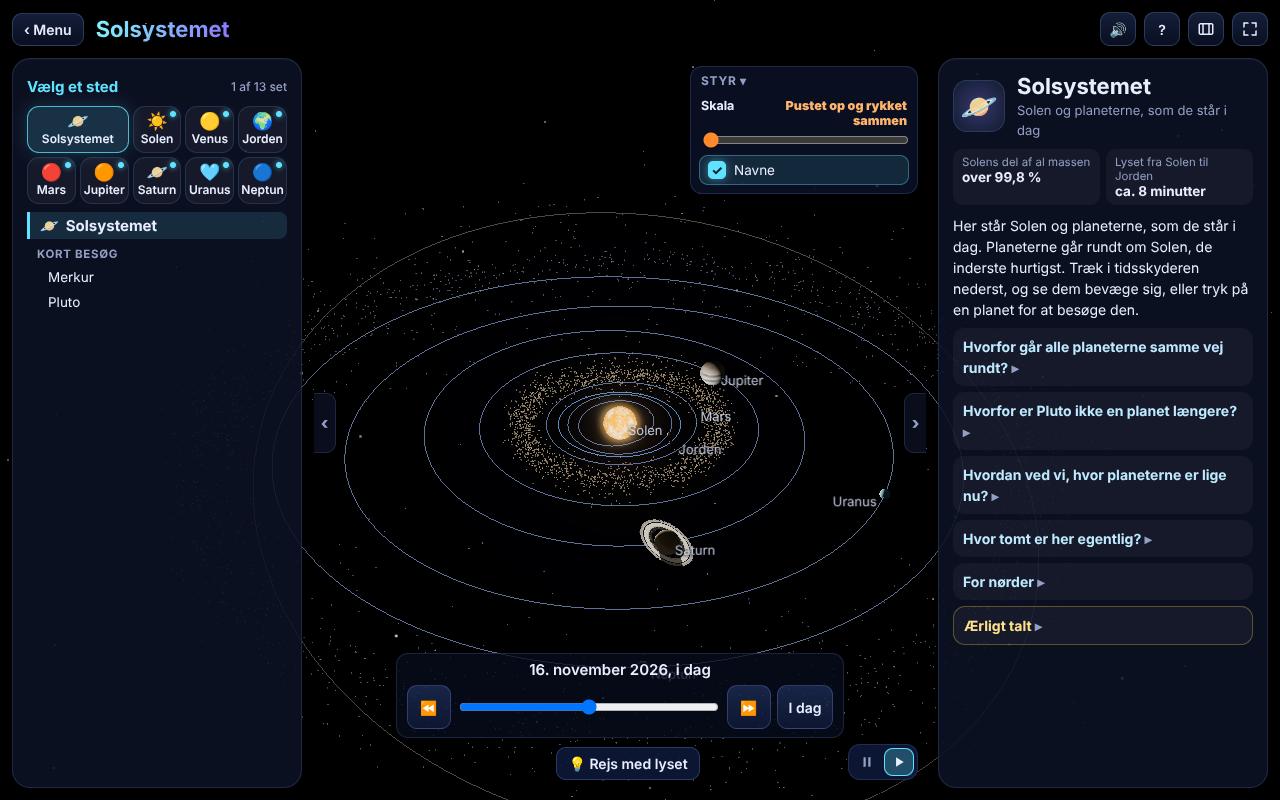 ‹ Menu
Solsystemet
?
Vælg et sted
1 af 13 set
Solsystemet
Solen
Venus
Jorden
Mars
Jupiter
Saturn
Uranus
Neptun
Solsystemet
KORT BESØG
Merkur
Pluto
STYR ▾
Skala
Pustet op og rykket
sammen
Navne
Jupiter
Mars
Solen
Jorden
Uranus
Saturn
Neptun
16. november 2026, i dag
I dag
Rejs med lyset
Solsystemet
Solen og planeterne, som de står i
dag
Solens del af al massen
over 99,8 %
Lyset fra Solen til
Jorden
ca. 8 minutter
Her står Solen og planeterne, som de står i
dag. Planeterne går rundt om Solen, de
inderste hurtigst. Træk i tidsskyderen
nederst, og se dem bevæge sig, eller tryk på
en planet for at besøge den.
Hvorfor går alle planeterne samme vej
rundt? ▸
Hvorfor er Pluto ikke en planet længere?
▸
Hvordan ved vi, hvor planeterne er lige
nu? ▸
Hvor tomt er her egentlig? ▸
For nørder ▸
Ærligt talt ▸